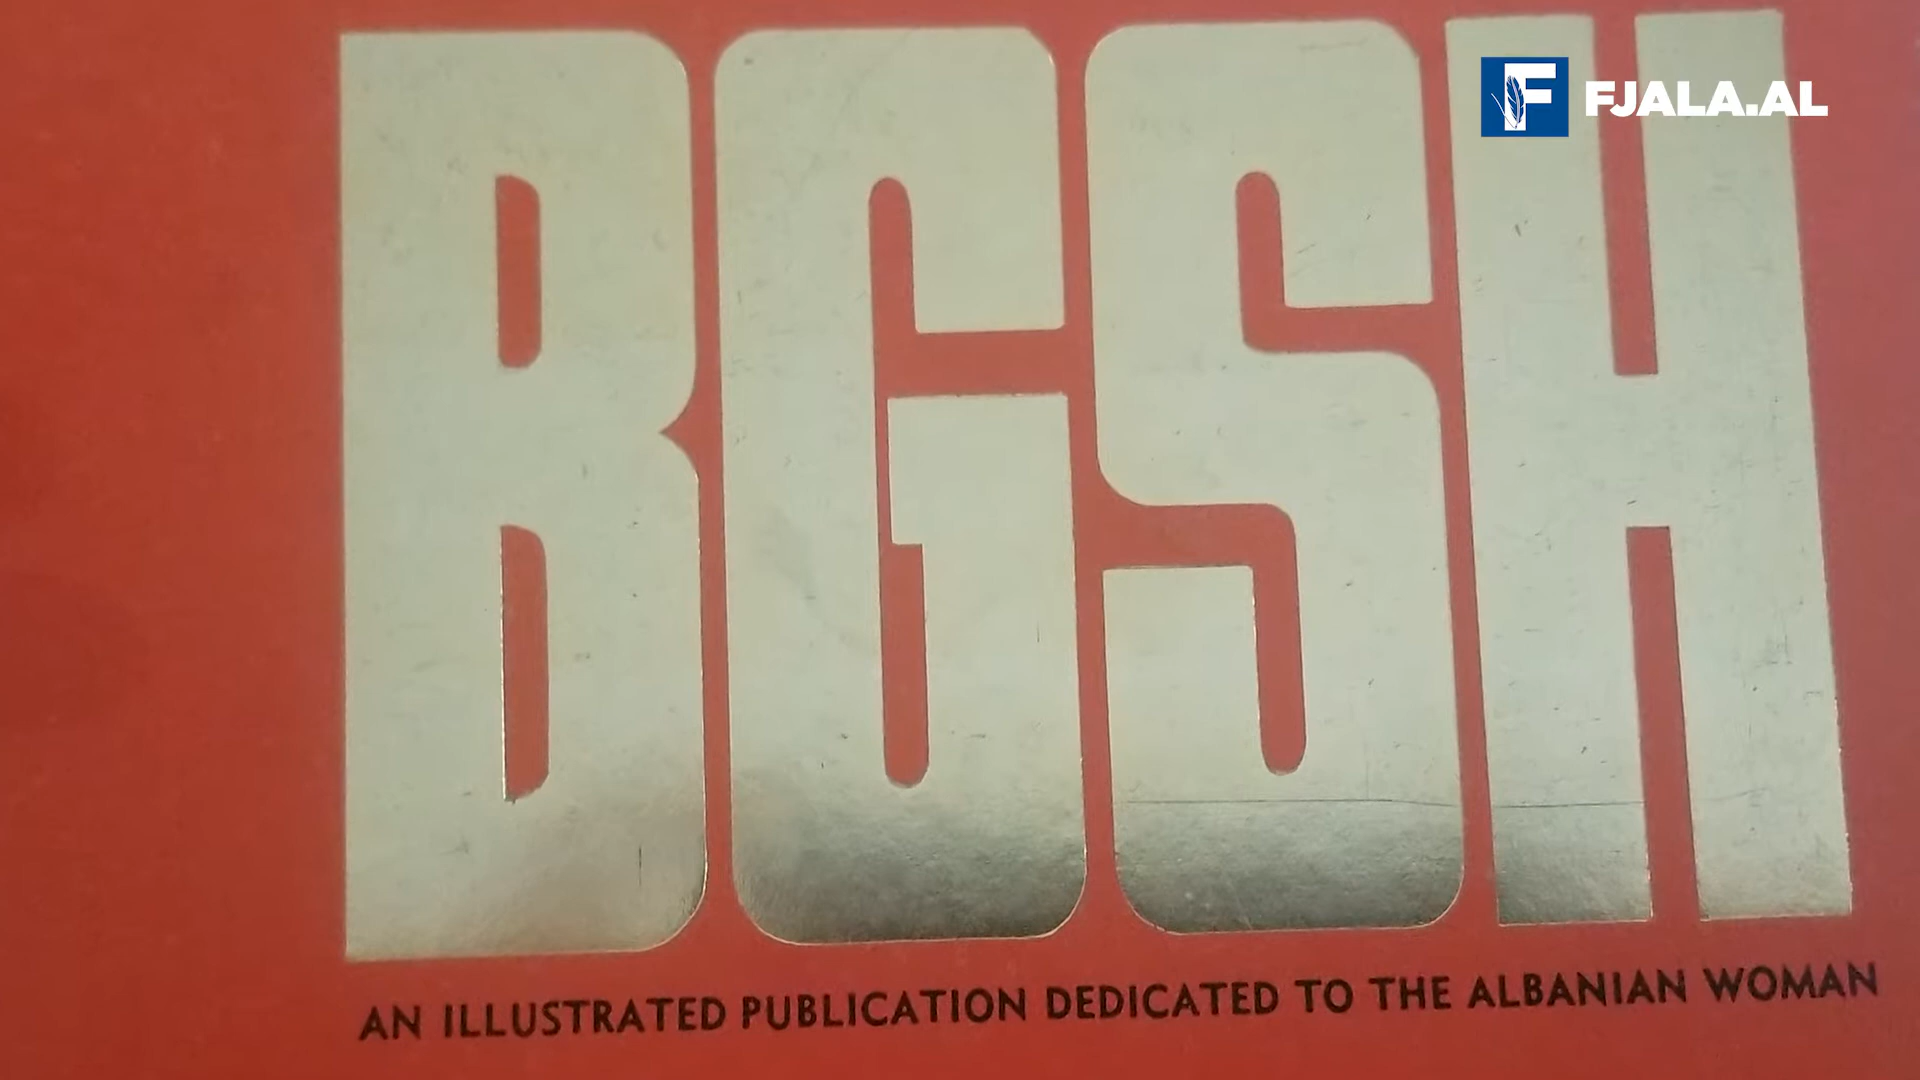 BGSH
F FJALA.AL
AN ILLUSTRATED PUBLICATION DEDICATED TO THE ALBANIAN WOMAN